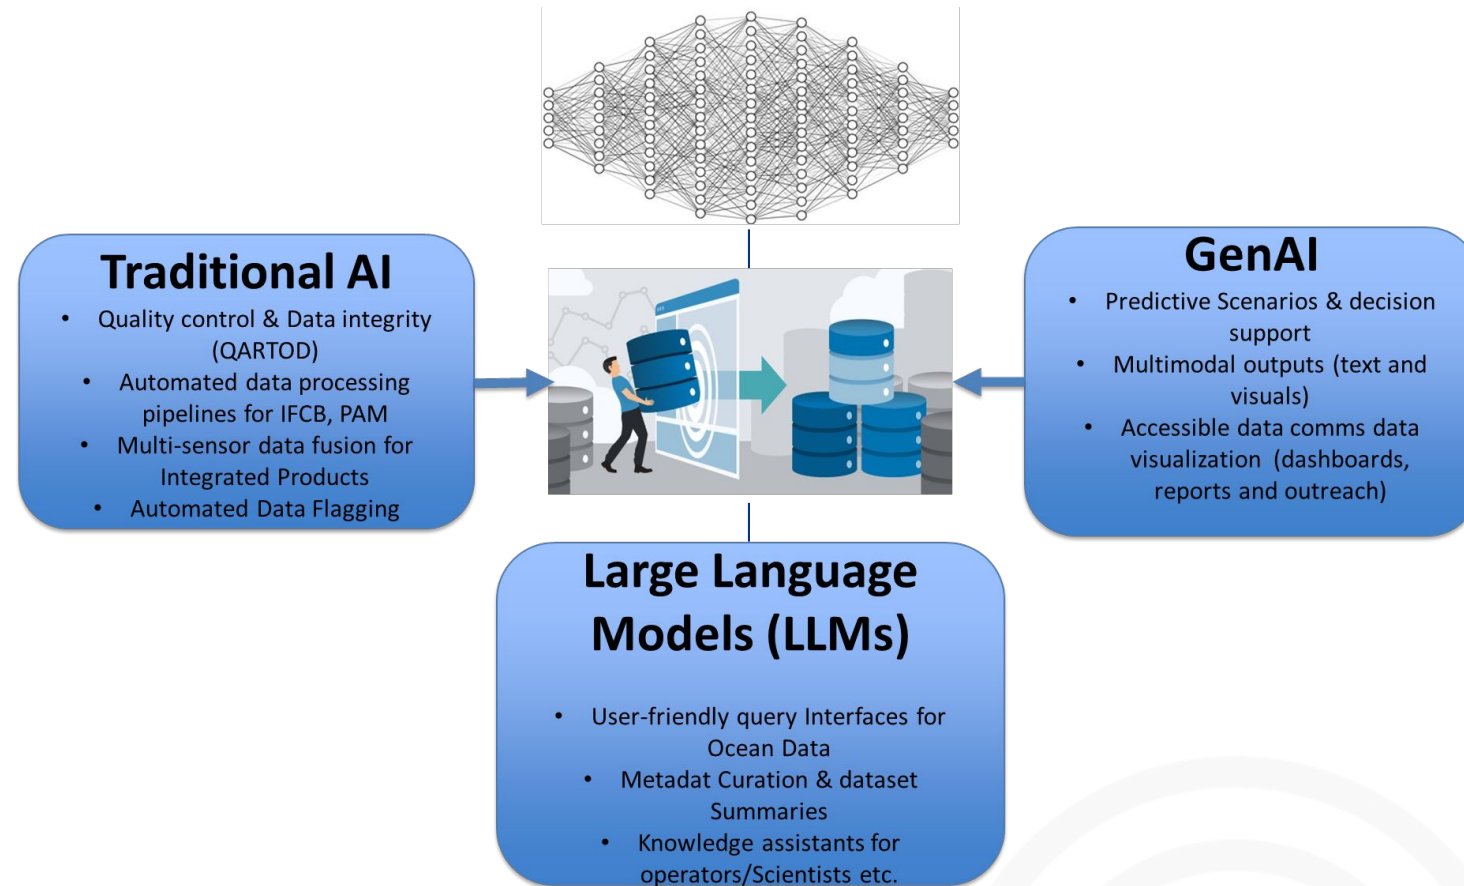 Traditional AI
• Quality control & Data integrity
(QARTOD)
• Automated data processing
pipelines for IFCB, PAM
• Multi-sensor data fusion for
Integrated Products
• Automated Data Flagging
GenAI
• Predictive Scenarios & decision
support
• Multimodal outputs (text and
visuals)
• Accessible data comms data
visualization (dashboards,
reports and outreach)
Large Language
Models (LLMs)
• User-friendly query Interfaces for
Ocean Data
• Metadat Curation & dataset
Summaries
• Knowledge assistants for
operators/Scientists etc.